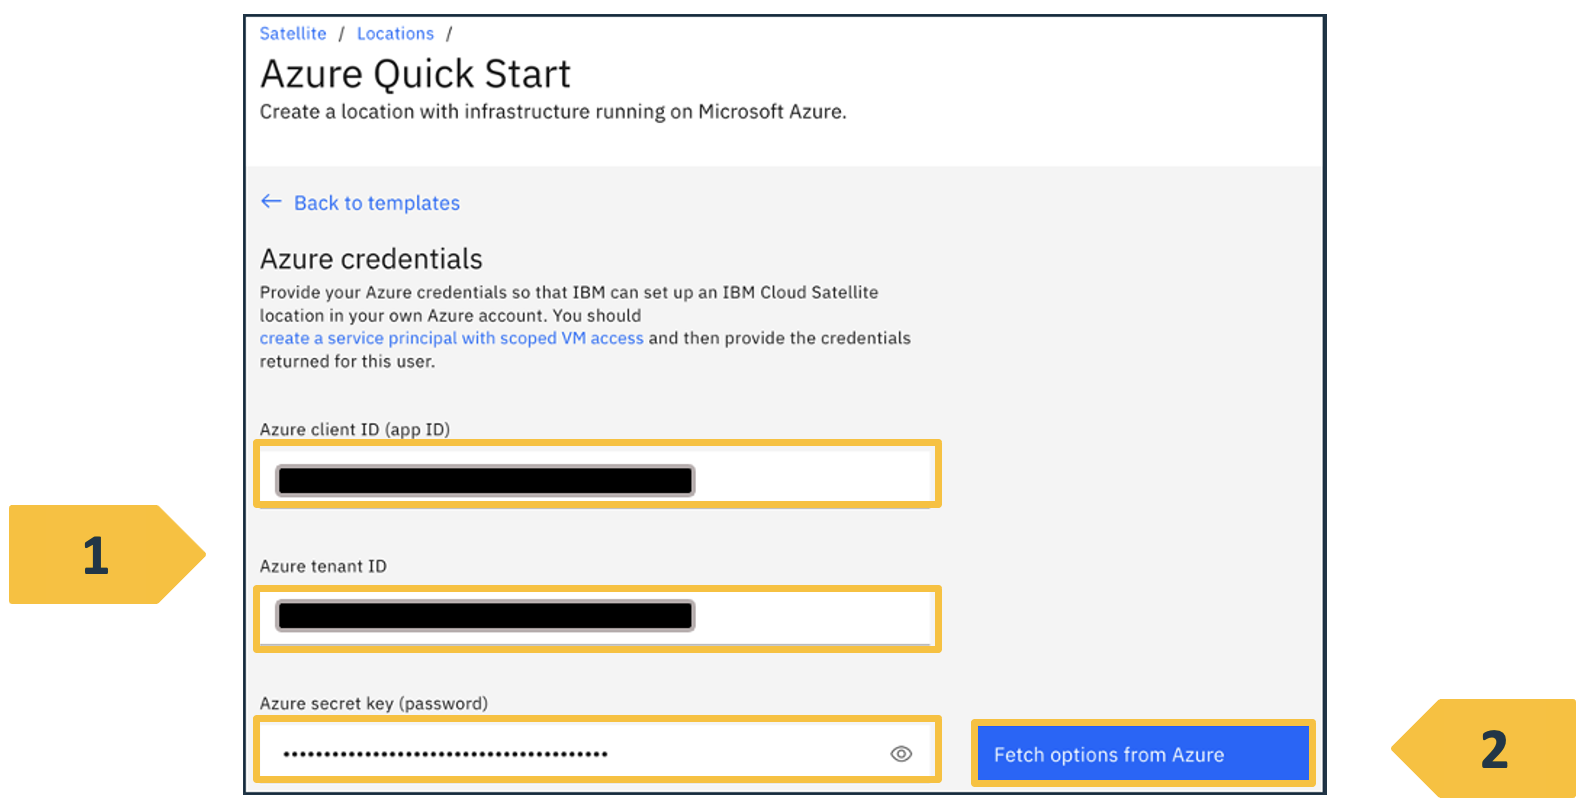 Satellite / Locations /
Azure Quick Start
Create a location with infrastructure running on Microsoft Azure.
← Back to templates
Azure credentials
Provide your Azure credentials so that IBM can set up an IBM Cloud Satellite
location in your own Azure account. You should
create a service principal with scoped VM access and then provide the credentials
returned for this user.
Azure client ID (app ID)
1
Azure tenant ID
Azure secret key (password)
Fetch options from Azure
2